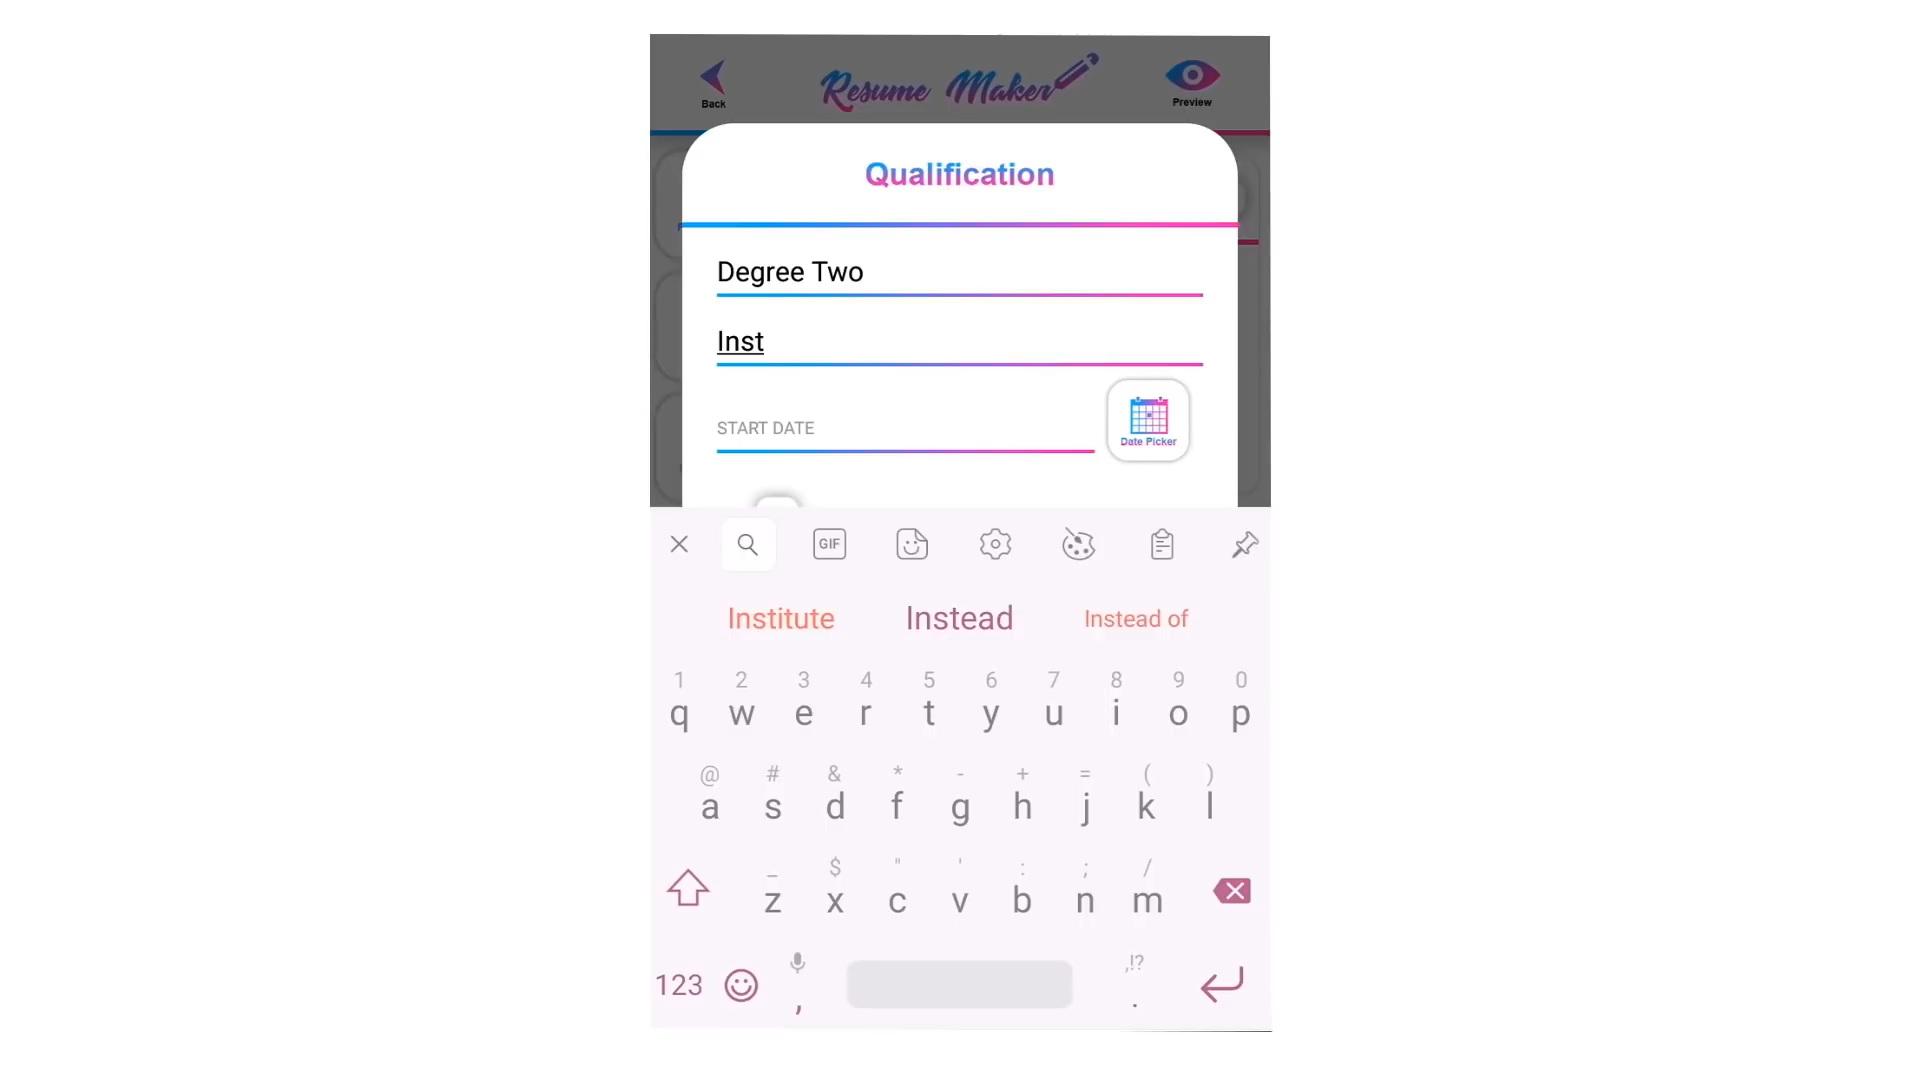 Back
Resume Maker
Preview
Qualification
Degree Two
Inst
START DATE
Date Picker
GIF
Institute Instead Instead of
1 2 3 4 5 6 7 8 9 0
q w e r t y u i o p
@ # & * - + = ( )
a s d f g h j k l
_ $ " ' : ; /
z x c v b n m
,!?
123 , .